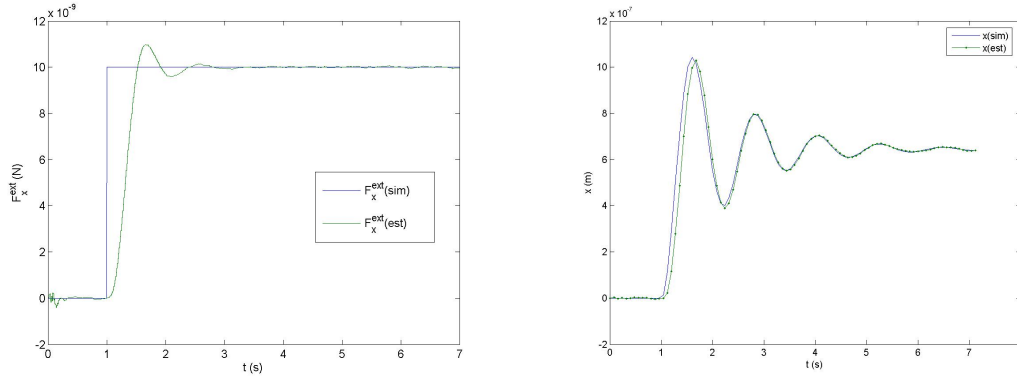 x 10^-9
12
10
8
6
4
2
0
-2
0 1 2 3 4 5 6 7
t (s)
F_x^ext (N)
F_x^ext(sim)
F_x^ext(est)
x 10^-7
12
10
8
6
4
2
0
-2
0 1 2 3 4 5 6 7
t (s)
x (m)
x(sim)
x(est)